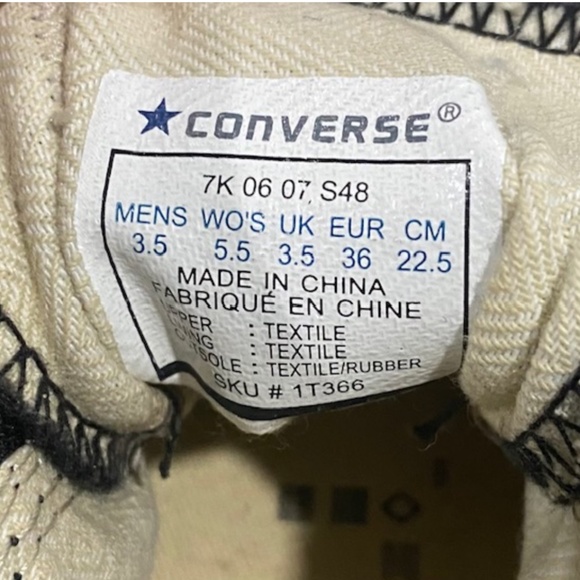 CONVERSE®
7K 06 07, S48
MENS WO'S UK EUR CM
3.5 5.5 3.5 36 22.5
MADE IN CHINA
FABRIQUÉ EN CHINE
: TEXTILE
: TEXTILE
: TEXTILE/RUBBER
SKU # 1T366